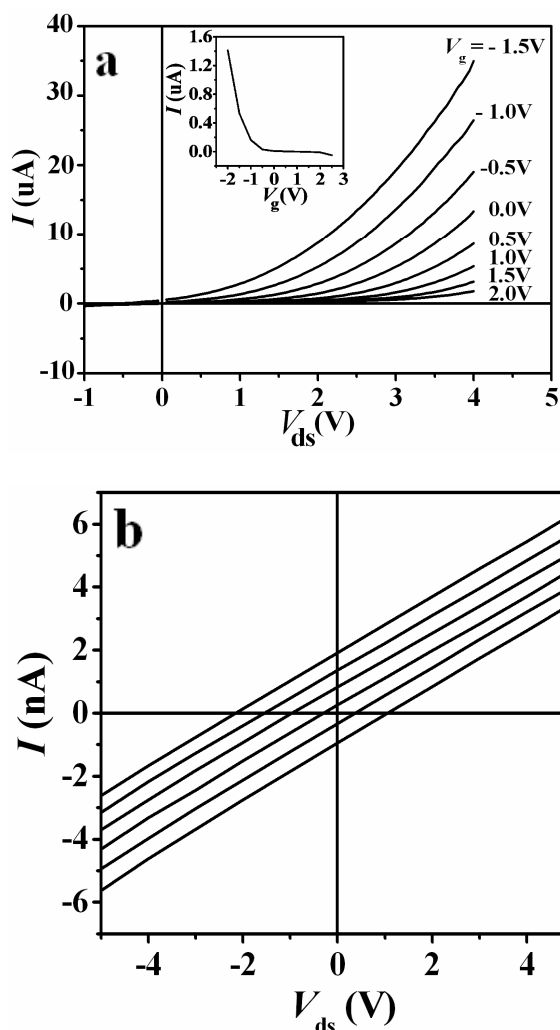 a
40
30
20
10
0
-10
I (uA)
-1 0 1 2 3 4 5
Vds(V)
1.6
1.2
0.8
0.4
0.0
I (uA)
-2 -1 0 1 2 3
Vg(V)
Vg = - 1.5V
- 1.0V
-0.5V
0.0V
0.5V
1.0V
1.5V
2.0V
b
6
4
2
0
-2
-4
-6
I (nA)
-4 -2 0 2 4
Vds (V)